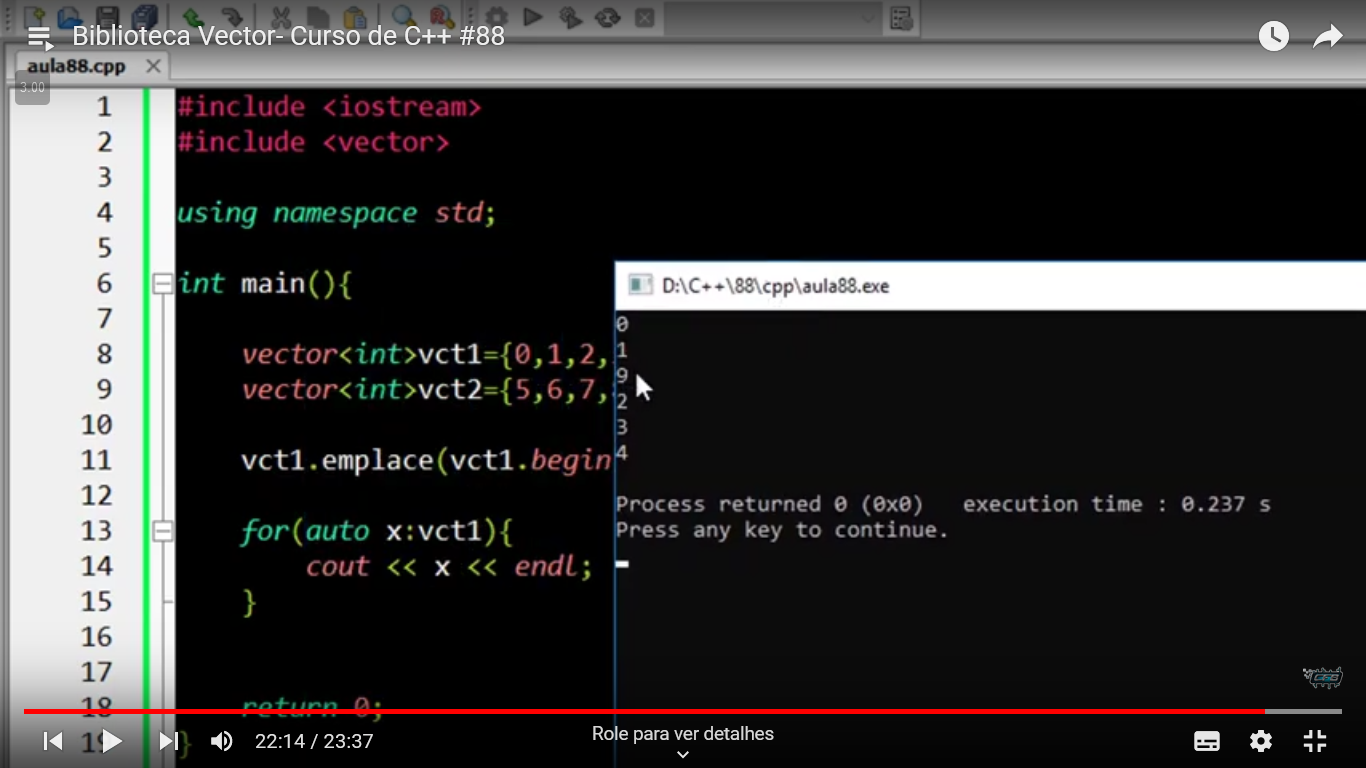 Biblioteca Vector- Curso de C++ #88
aula88.cpp
3.00
1 #include <iostream>
2 #include <vector>
3
4 using namespace std;
5
6 int main(){
7
8 vector<int>vct1={0,1,2,
9 vector<int>vct2={5,6,7,
10
11 vct1.emplace(vct1.begin
12
13 for(auto x:vct1){
14 cout << x << endl;
15 }
16
17
18 return 0;
19 }
D:\C++\88\cpp\aula88.exe
0
1
9
2
3
4
Process returned 0 (0x0) execution time : 0.237 s
Press any key to continue.
CFB
22:14 / 23:37
Role para ver detalhes